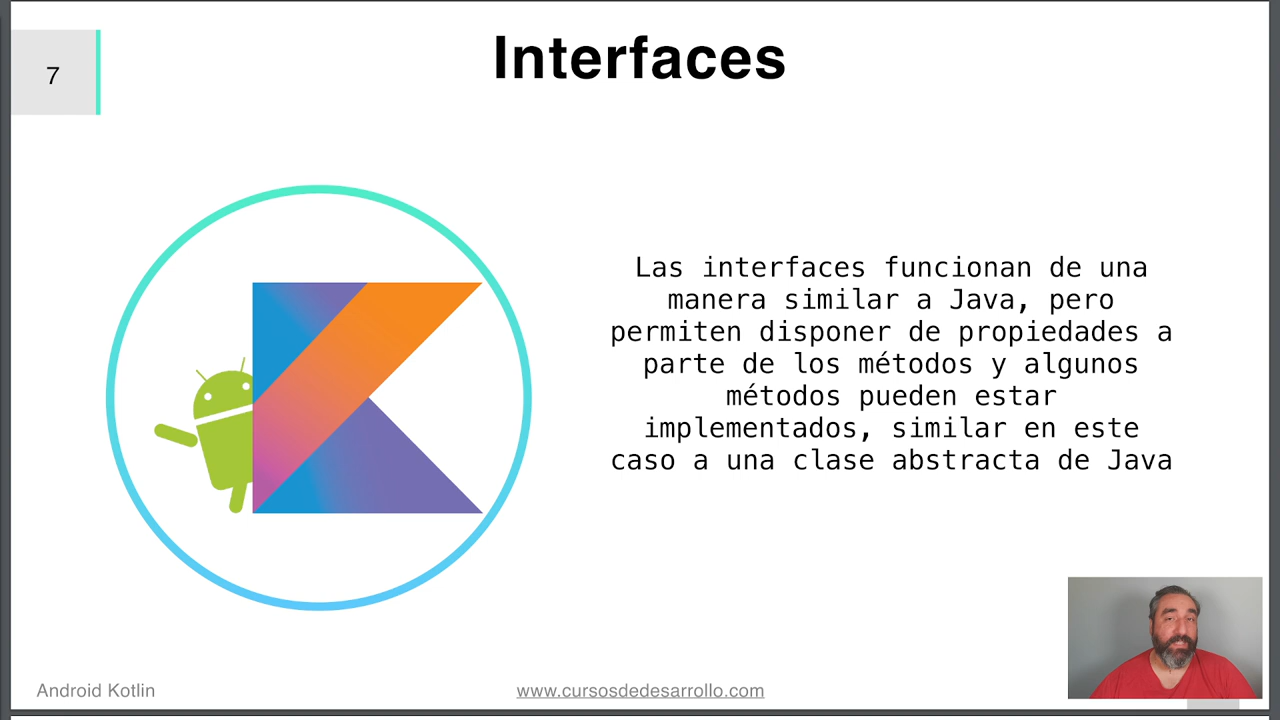 7
Interfaces
Las interfaces funcionan de una
manera similar a Java, pero
permiten disponer de propiedades a
parte de los métodos y algunos
métodos pueden estar
implementados, similar en este
caso a una clase abstracta de Java
Android Kotlin
www.cursosdedesarrollo.com